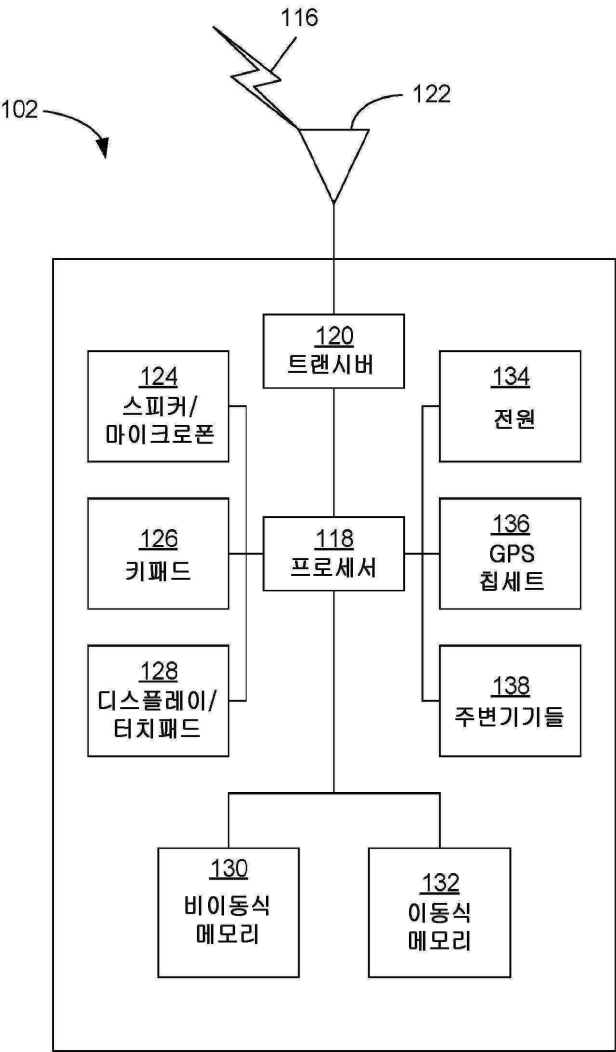 116
102
122
120
트랜시버
124
스피커/
마이크로폰
134
전원
126
키패드
118
프로세서
136
GPS
칩세트
128
디스플레이/
터치패드
138
주변기기들
130
비이동식
메모리
132
이동식
메모리